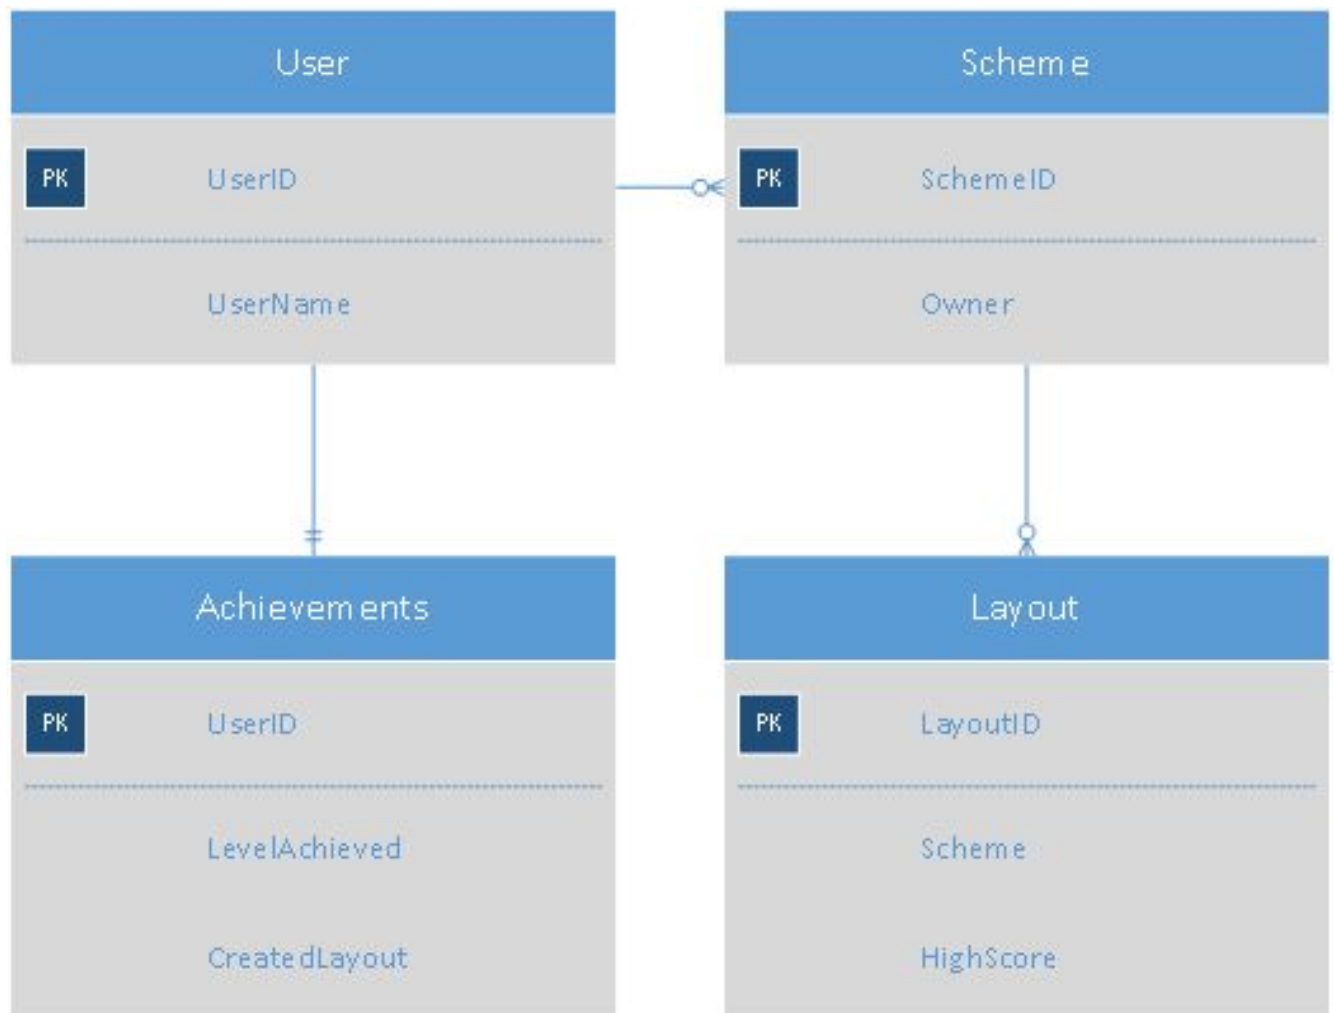 User
PK UserID
UserName
Scheme
PK SchemeID
Owner
Achievements
PK UserID
LevelAchieved
CreatedLayout
Layout
PK LayoutID
Scheme
HighScore